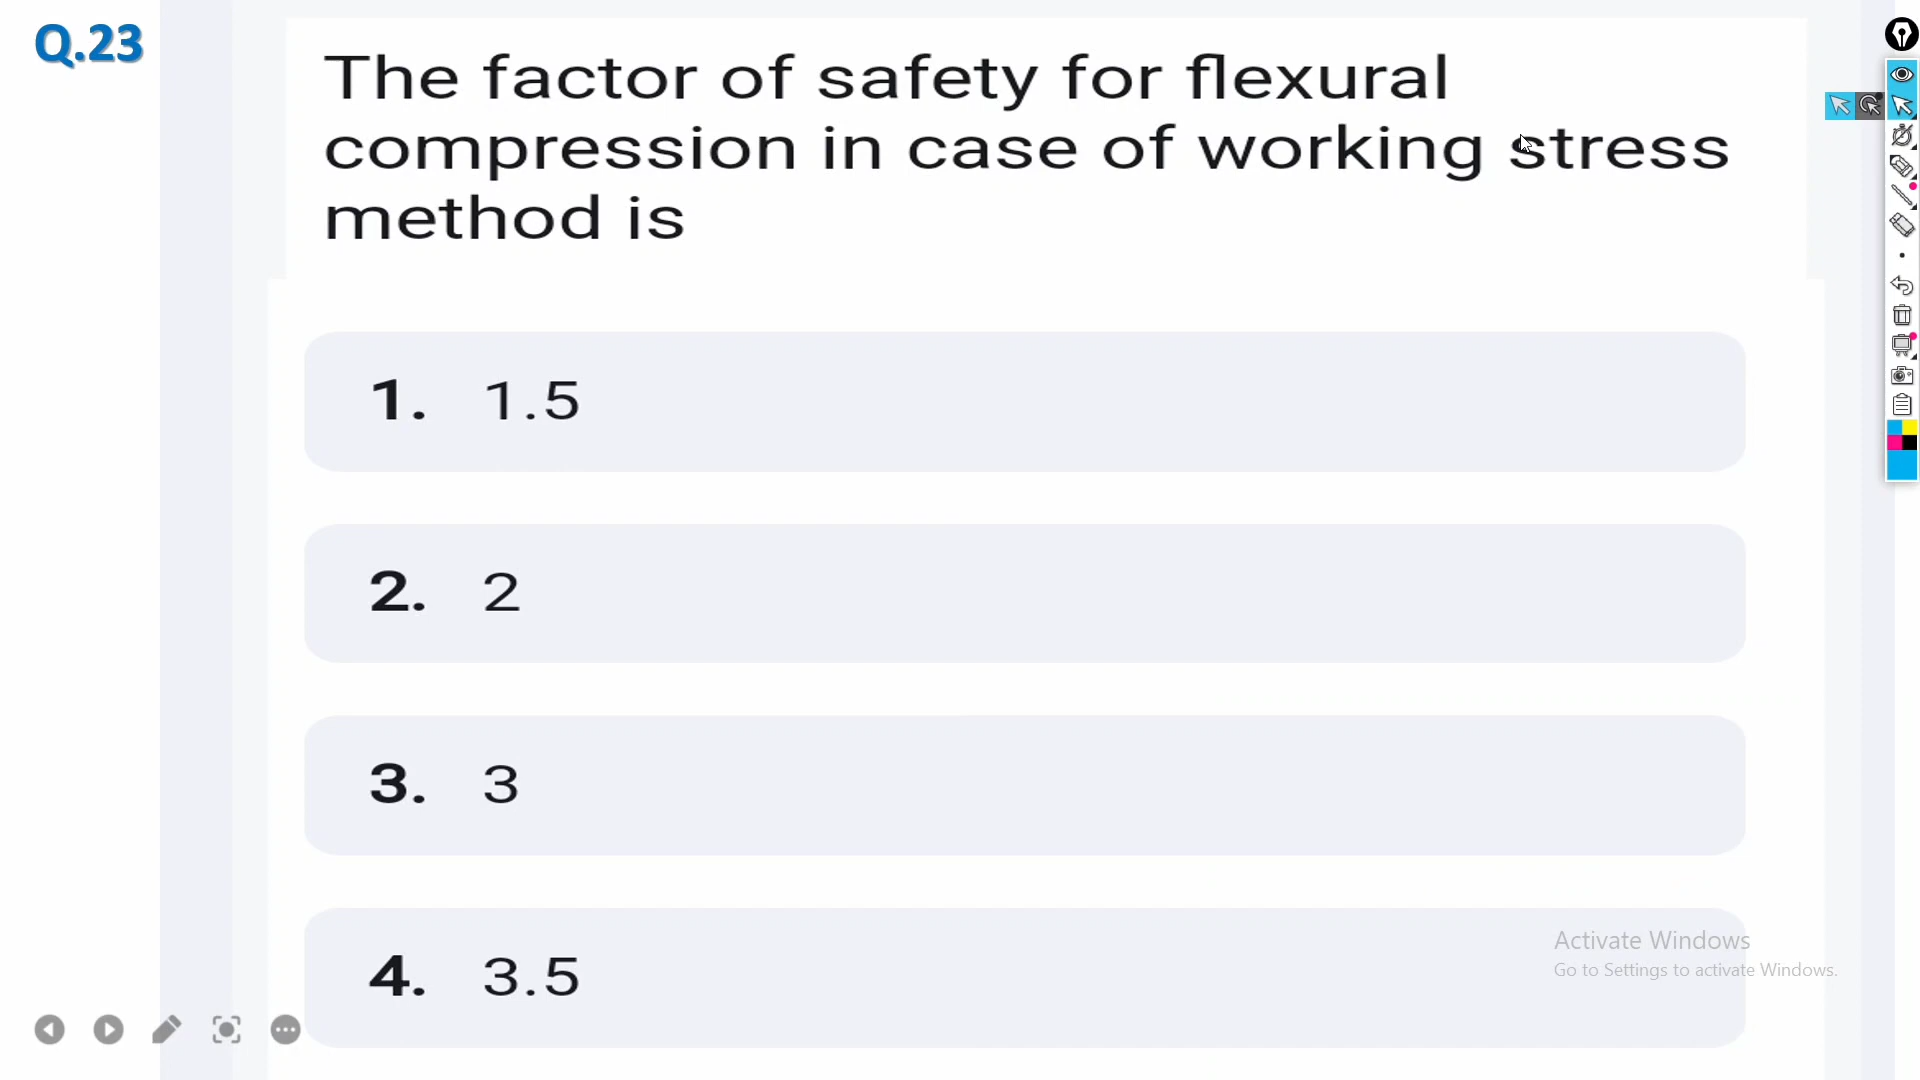 Q.23
The factor of safety for flexural
compression in case of working stress
method is
1. 1.5
2. 2
3. 3
4. 3.5
Activate Windows
Go to Settings to activate Windows.